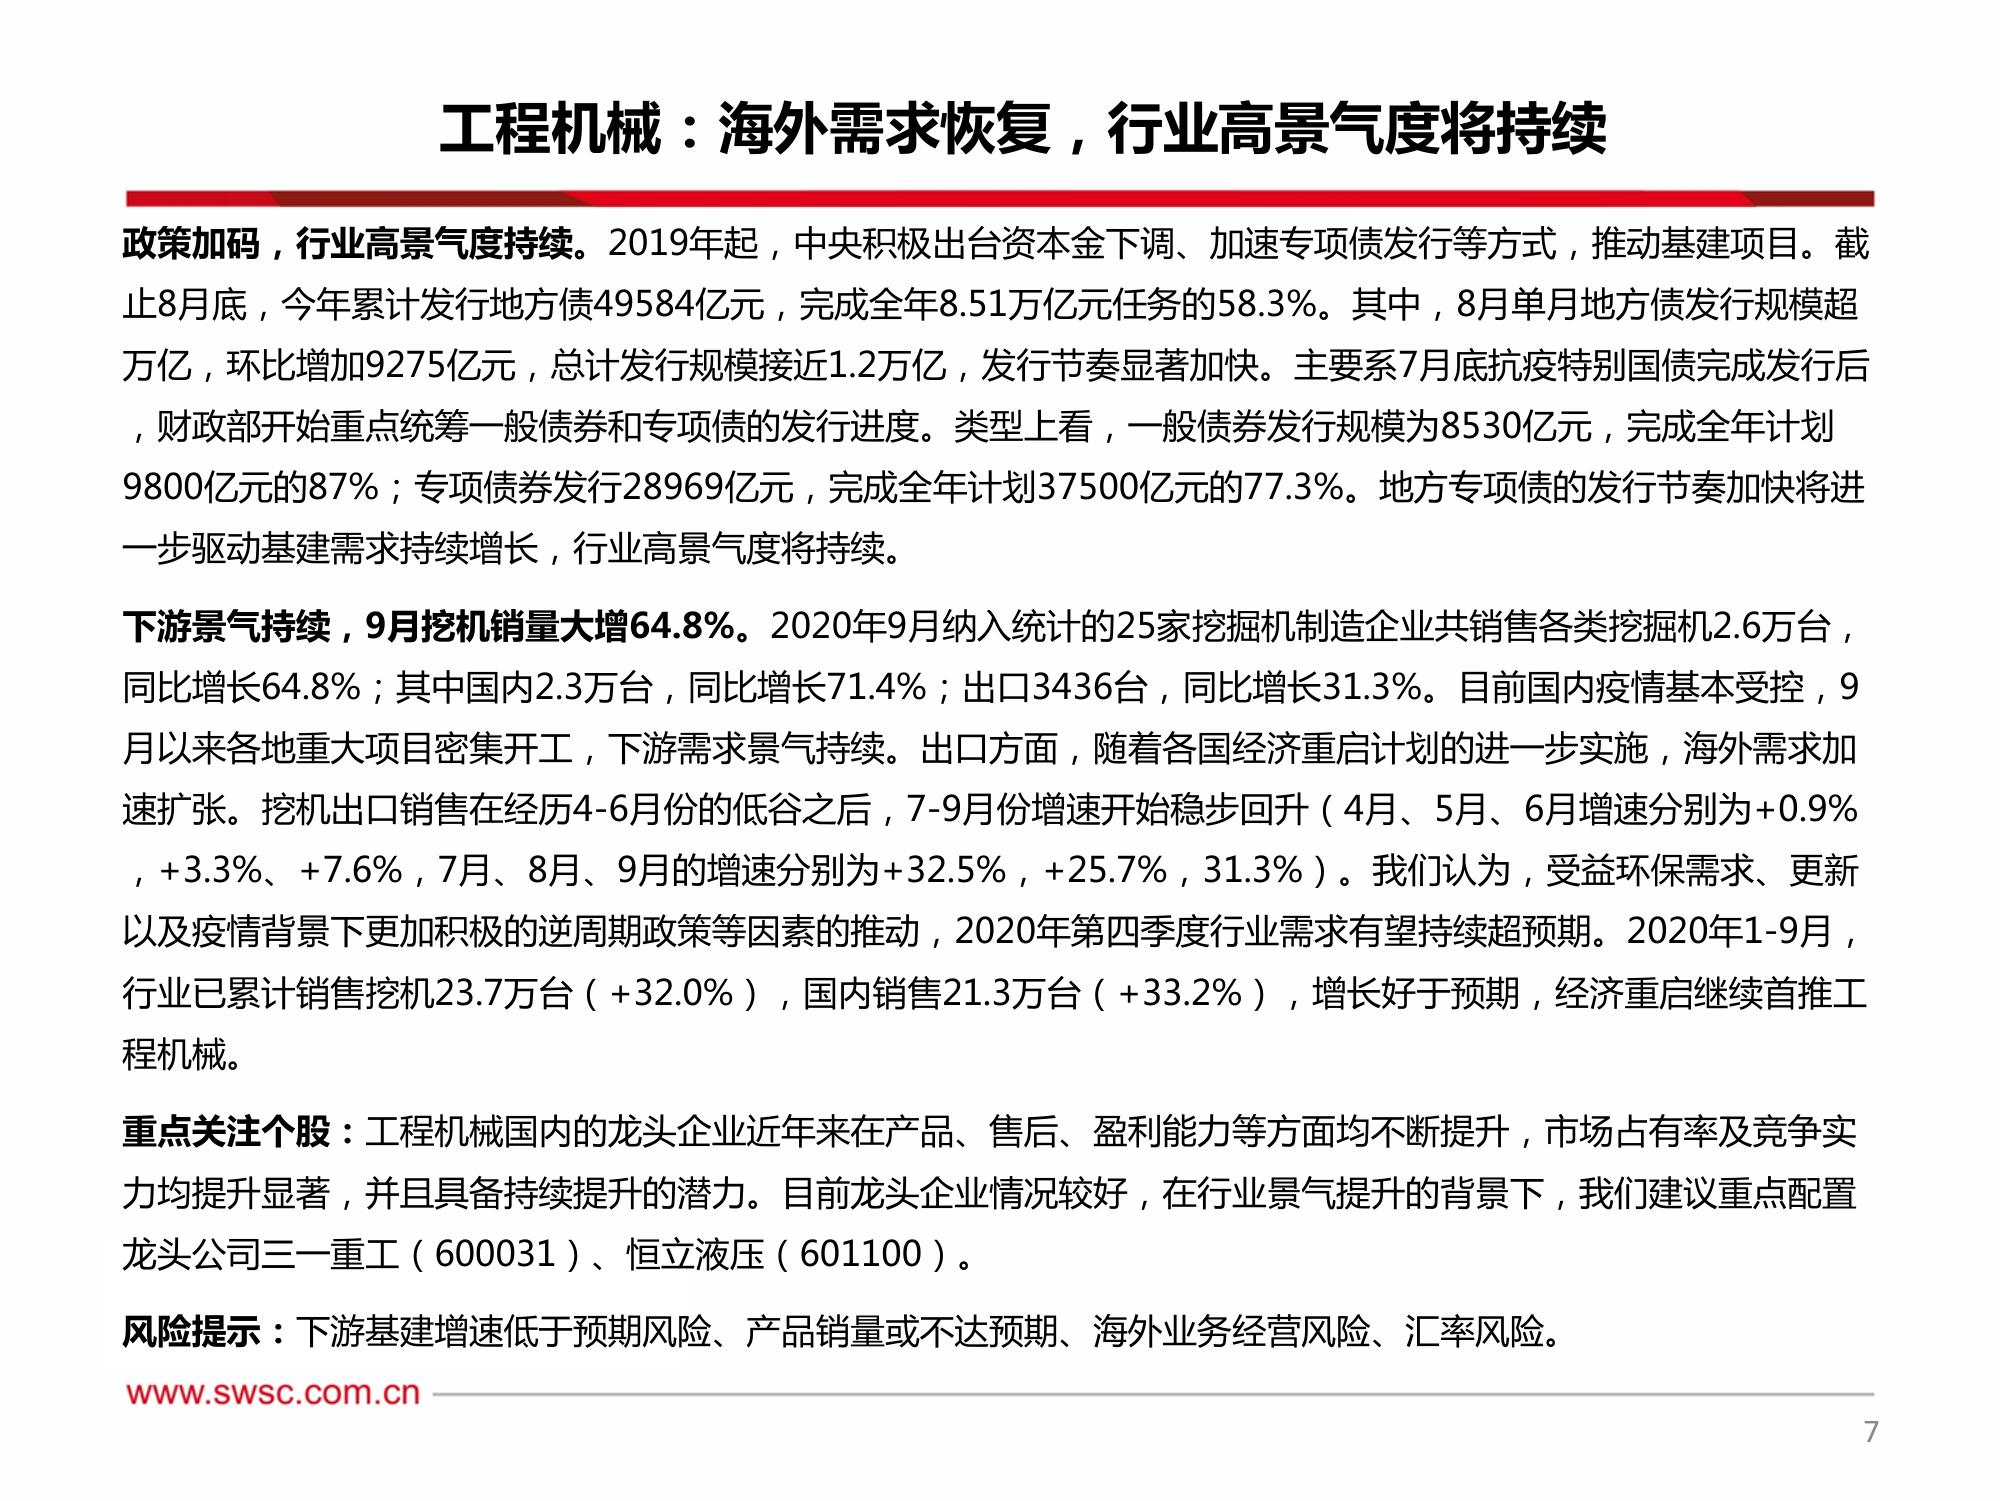 工程机械：海外需求恢复，行业高景气度将持续
政策加码，行业高景气度持续。2019年起，中央积极出台资本金下调、加速专项债发行等方式，推动基建项目。截
止8月底，今年累计发行地方债49584亿元，完成全年8.51万亿元任务的58.3%。其中，8月单月地方债发行规模超
万亿，环比增加9275亿元，总计发行规模接近1.2万亿，发行节奏显著加快。主要系7月底抗疫特别国债完成发行后
，财政部开始重点统筹一般债券和专项债的发行进度。类型上看，一般债券发行规模为8530亿元，完成全年计划
9800亿元的87%；专项债券发行28969亿元，完成全年计划37500亿元的77.3%。地方专项债的发行节奏加快将进
一步驱动基建需求持续增长，行业高景气度将持续。
下游景气持续，9月挖机销量大增64.8%。2020年9月纳入统计的25家挖掘机制造企业共销售各类挖掘机2.6万台，
同比增长64.8%；其中国内2.3万台，同比增长71.4%；出口3436台，同比增长31.3%。目前国内疫情基本受控，9
月以来各地重大项目密集开工，下游需求景气持续。出口方面，随着各国经济重启计划的进一步实施，海外需求加
速扩张。挖机出口销售在经历4-6月份的低谷之后，7-9月份增速开始稳步回升（4月、5月、6月增速分别为+0.9%
，+3.3%、+7.6%，7月、8月、9月的增速分别为+32.5%，+25.7%，31.3%）。我们认为，受益环保需求、更新
以及疫情背景下更加积极的逆周期政策等因素的推动，2020年第四季度行业需求有望持续超预期。2020年1-9月，
行业已累计销售挖机23.7万台（+32.0%），国内销售21.3万台（+33.2%），增长好于预期，经济重启继续首推工
程机械。
重点关注个股：工程机械国内的龙头企业近年来在产品、售后、盈利能力等方面均不断提升，市场占有率及竞争实
力均提升显著，并且具备持续提升的潜力。目前龙头企业情况较好，在行业景气提升的背景下，我们建议重点配置
龙头公司三一重工（600031）、恒立液压（601100）。
风险提示：下游基建增速低于预期风险、产品销量或不达预期、海外业务经营风险、汇率风险。
www.swsc.com.cn
7